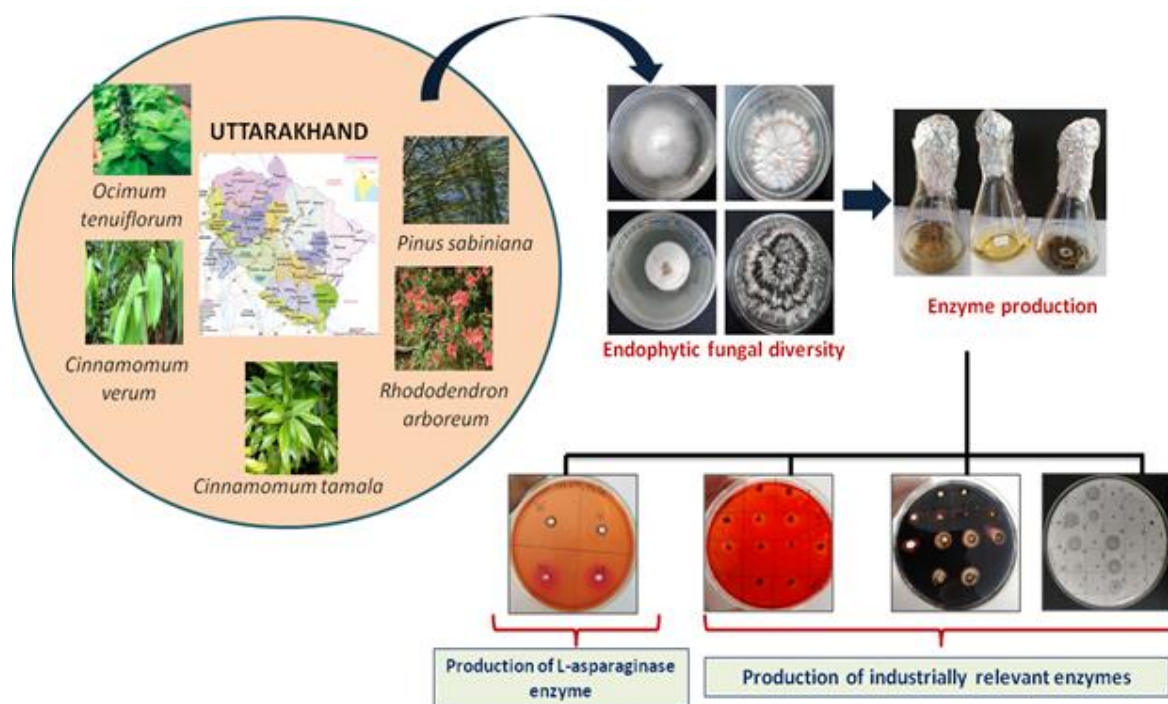 UTTARAKHAND
Ocimum
tenuiflorum
Pinus sabiniana
Cinnamomum
verum
Rhododendron
arboreum
Cinnamomum tamala
Endophytic fungal diversity
Enzyme production
Production of L-asparaginase
enzyme
Production of industrially relevant enzymes